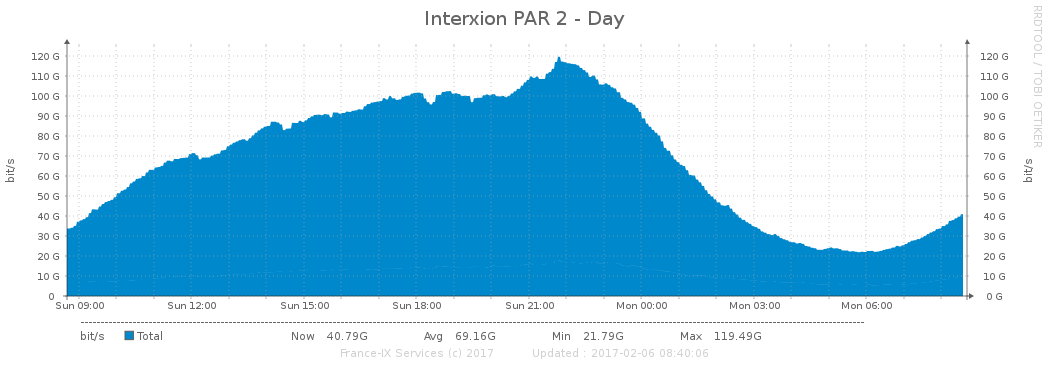 Interxion PAR 2 - Day
RRDTOOL / TOBI OETIKER
bit/s
120 G
110 G
100 G
90 G
80 G
70 G
60 G
50 G
40 G
30 G
20 G
10 G
0
120 G
110 G
100 G
90 G
80 G
70 G
60 G
50 G
40 G
30 G
20 G
10 G
0 G
bit/s
Sun 09:00 Sun 12:00 Sun 15:00 Sun 18:00 Sun 21:00 Mon 00:00 Mon 03:00 Mon 06:00
bit/s Total Now 40.79G Avg 69.16G Min 21.79G Max 119.49G
France-IX Services (c) 2017 Updated : 2017-02-06 08:40:06